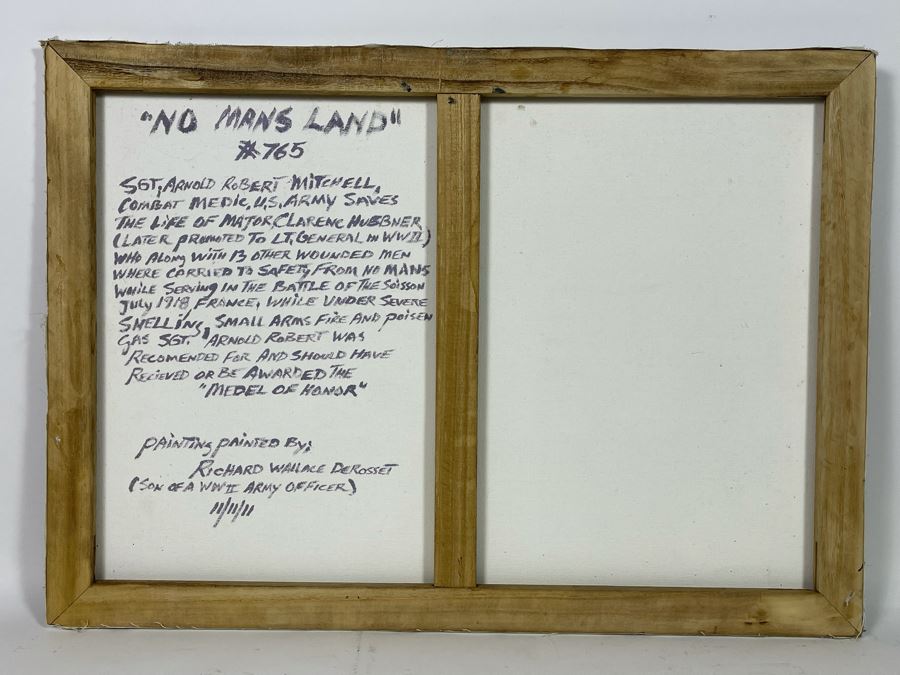 "NO MANS LAND"
#765
SGT, ARNOLD ROBERT MITCHELL,
COMBAT MEDIC, U.S. ARMY SAVES
THE LIFE OF MAJOR, CLARENC HUBBNER,
(LATER PROMOTED TO LT, GENERAL IN WWII)
WHO ALONG WITH 13 OTHER WOUNDED MEN
WHERE CARRIED TO SAFETY FROM NO MANS
WHILE SERVING IN THE BATTLE OF THE SOISSON
JULY 1918, FRANCE, WHILE UNDER SEVERE
SHELLING, SMALL ARMS FIRE AND POISEN
GAS SGT. ARNOLD ROBERT WAS
RECOMENDED FOR AND SHOULD HAVE
RECIEVED OR BE AWARDED THE
"MEDEL OF HONOR"
PAINTING PAINTED BY;
RICHARD WALLACE DEROSSET
(SON OF A WWII ARMY OFFICER)
11/11/11